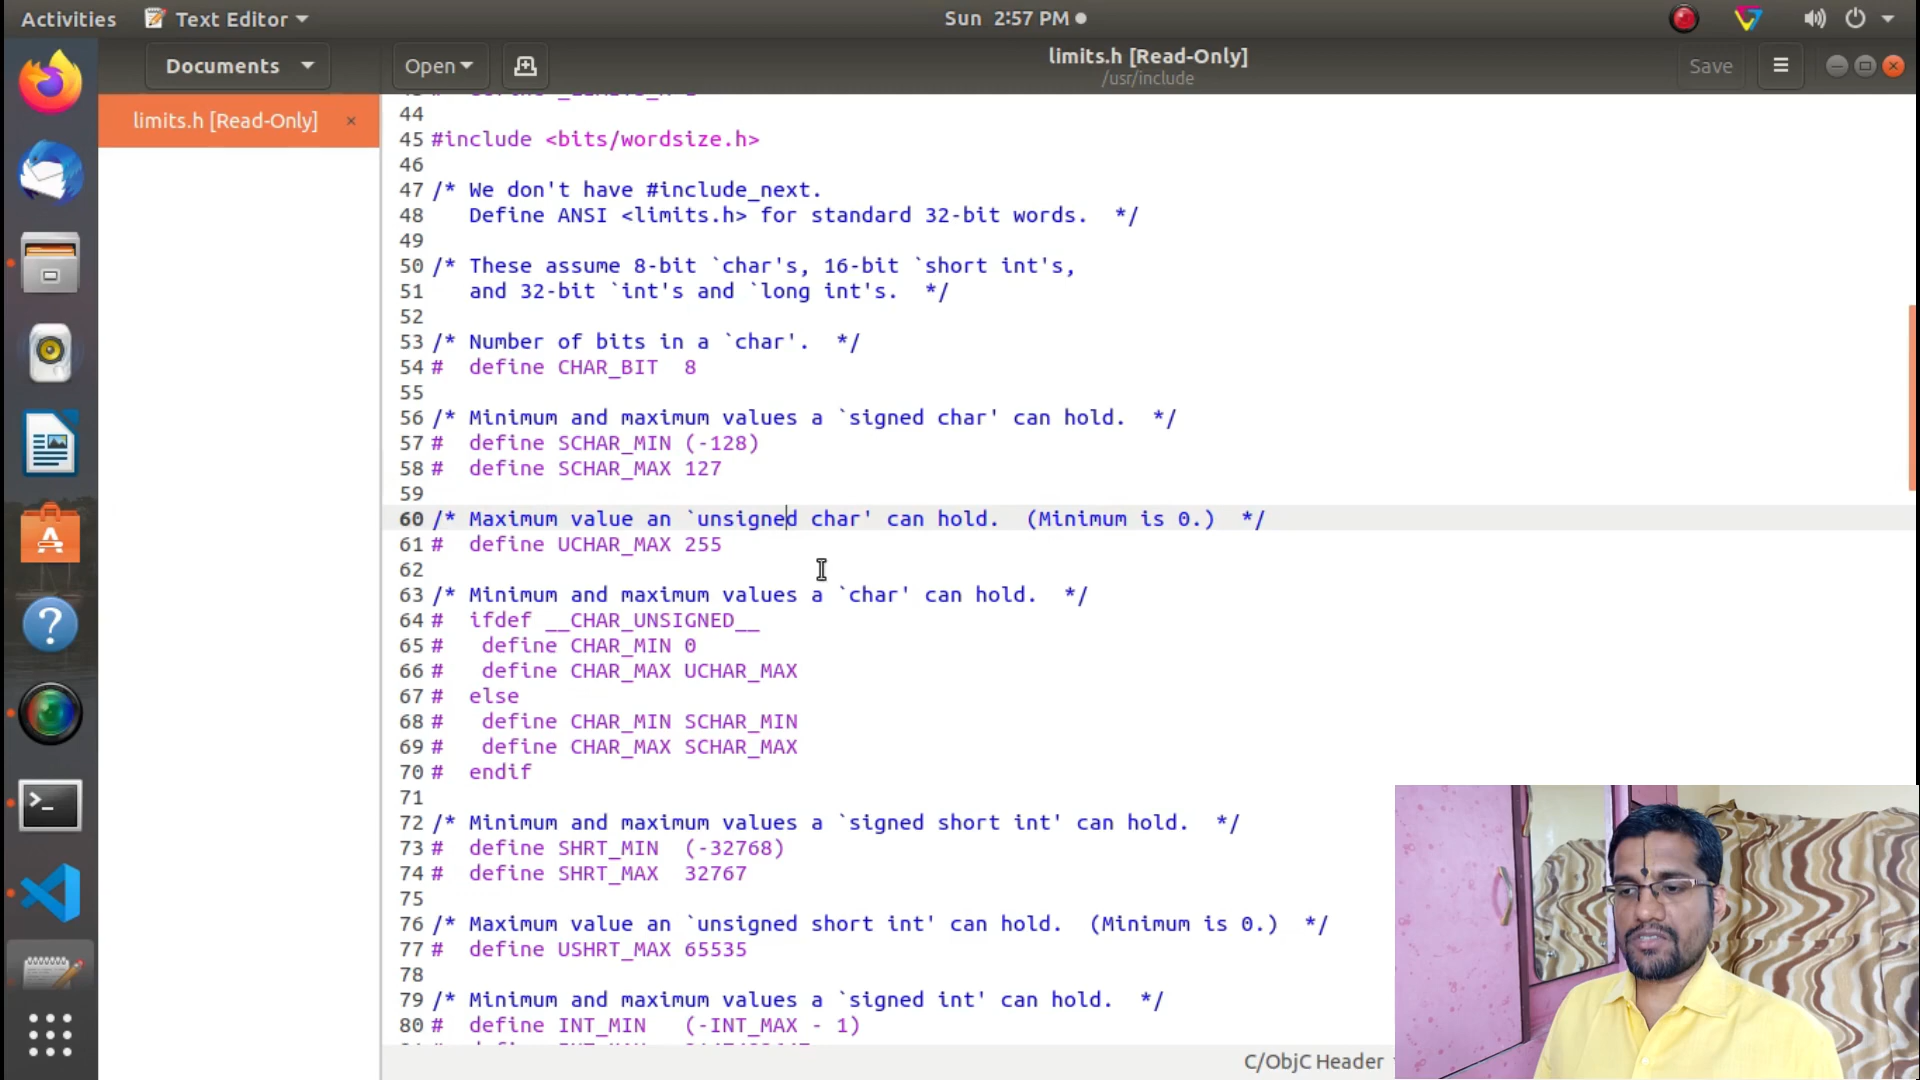 Activities Text Editor Sun 2:57 PM
Documents Open limits.h [Read-Only] Save
/usr/include
limits.h [Read-Only] ×
44
45 #include <bits/wordsize.h>
46
47 /* We don't have #include_next.
48    Define ANSI <limits.h> for standard 32-bit words.  */
49
50 /* These assume 8-bit `char's, 16-bit `short int's,
51    and 32-bit `int's and `long int's.  */
52
53 /* Number of bits in a `char'.  */
54 #  define CHAR_BIT  8
55
56 /* Minimum and maximum values a `signed char' can hold.  */
57 #  define SCHAR_MIN (-128)
58 #  define SCHAR_MAX 127
59
60 /* Maximum value an `unsigned char' can hold.  (Minimum is 0.)  */
61 #  define UCHAR_MAX 255
62
63 /* Minimum and maximum values a `char' can hold.  */
64 #  ifdef __CHAR_UNSIGNED__
65 #   define CHAR_MIN 0
66 #   define CHAR_MAX UCHAR_MAX
67 #  else
68 #   define CHAR_MIN SCHAR_MIN
69 #   define CHAR_MAX SCHAR_MAX
70 #  endif
71
72 /* Minimum and maximum values a `signed short int' can hold.  */
73 #  define SHRT_MIN  (-32768)
74 #  define SHRT_MAX  32767
75
76 /* Maximum value an `unsigned short int' can hold.  (Minimum is 0.)  */
77 #  define USHRT_MAX 65535
78
79 /* Minimum and maximum values a `signed int' can hold.  */
80 #  define INT_MIN   (-INT_MAX - 1)
C/ObjC Header